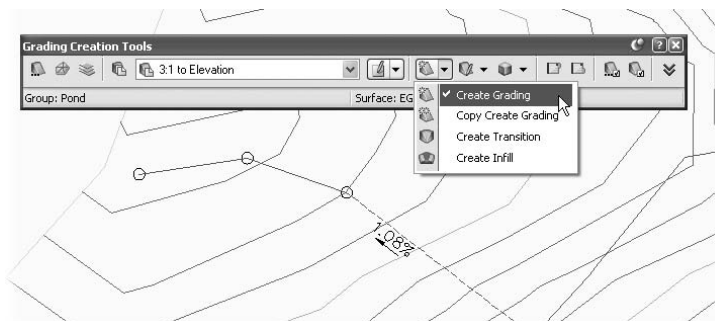 Grading Creation Tools
3:1 to Elevation
Group: Pond
Surface: EG
Create Grading
Copy Create Grading
Create Transition
Create Infill
1.08%